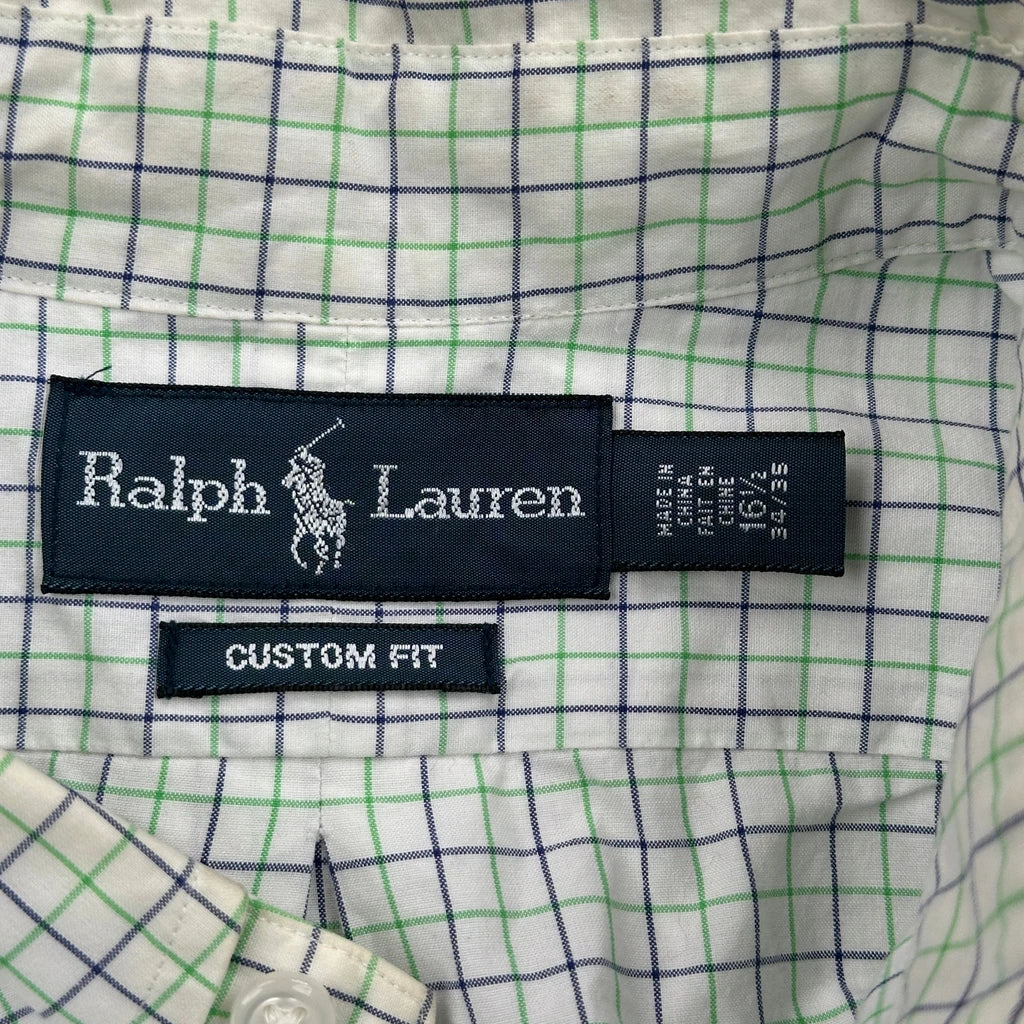 Ralph Lauren
MADE IN
CHINA
FAIT EN
CHINE
16½
34/35
CUSTOM FIT